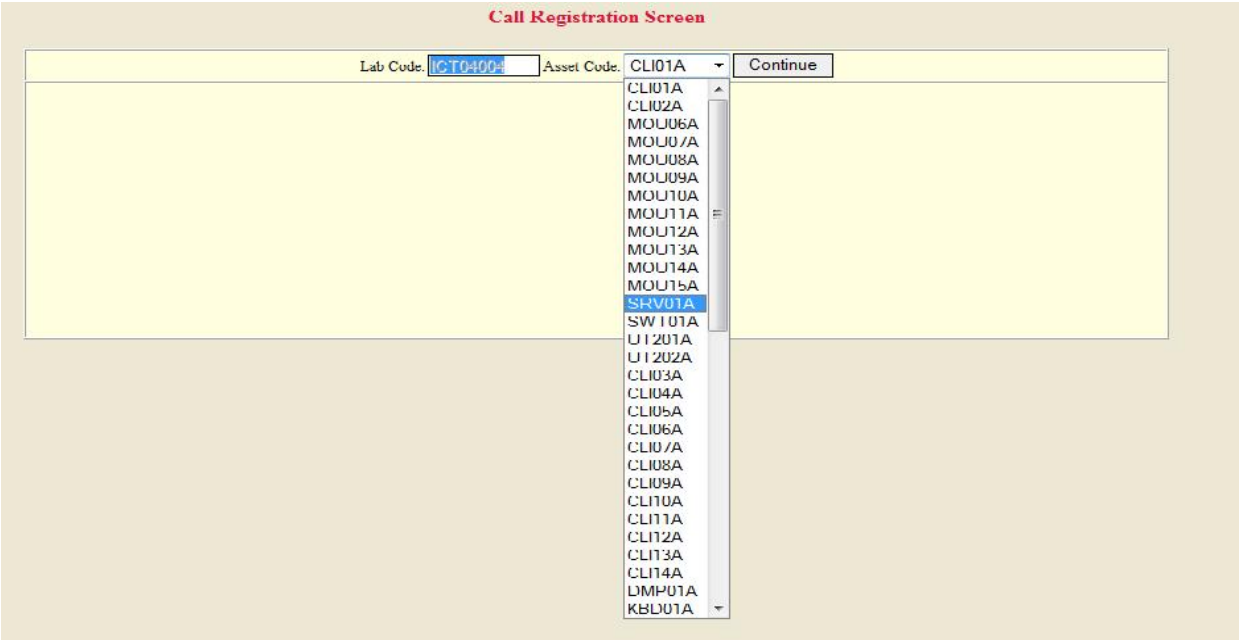 Call Registration Screen
Lab Code. ICT04004 Asset Code. CLI01A Continue
CLI01A
CLI02A
MOU06A
MOU07A
MOU08A
MOU09A
MOU10A
MOU11A
MOU12A
MOU13A
MOU14A
MOU15A
SRV01A
SWT01A
UT201A
UT202A
CLI03A
CLI04A
CLI05A
CLI06A
CLI07A
CLI08A
CLI09A
CLI10A
CLI11A
CLI12A
CLI13A
CLI14A
DMP01A
KBD01A